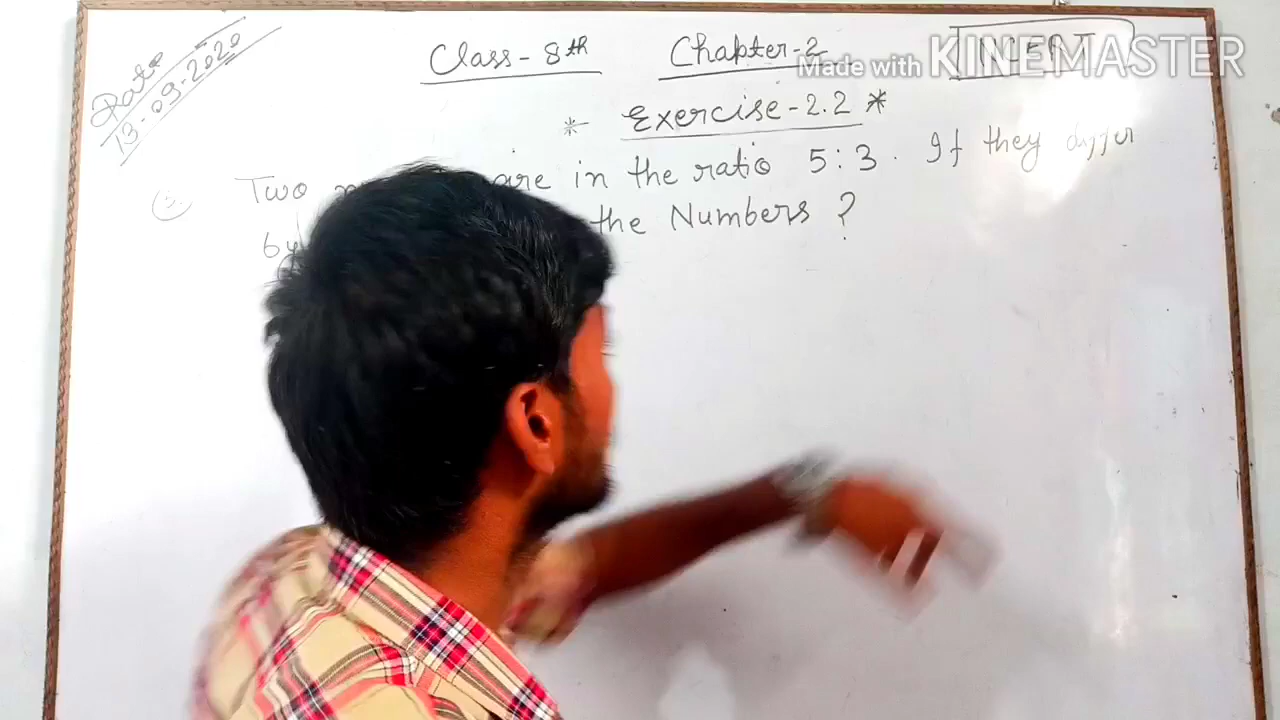 Date
13-09-2020
Class-8th Chapter-2 NCERT
Made with KINEMASTER
* Exercise-2.2 *
5. Two are in the ratio 5:3. If they differ
by the Numbers ?